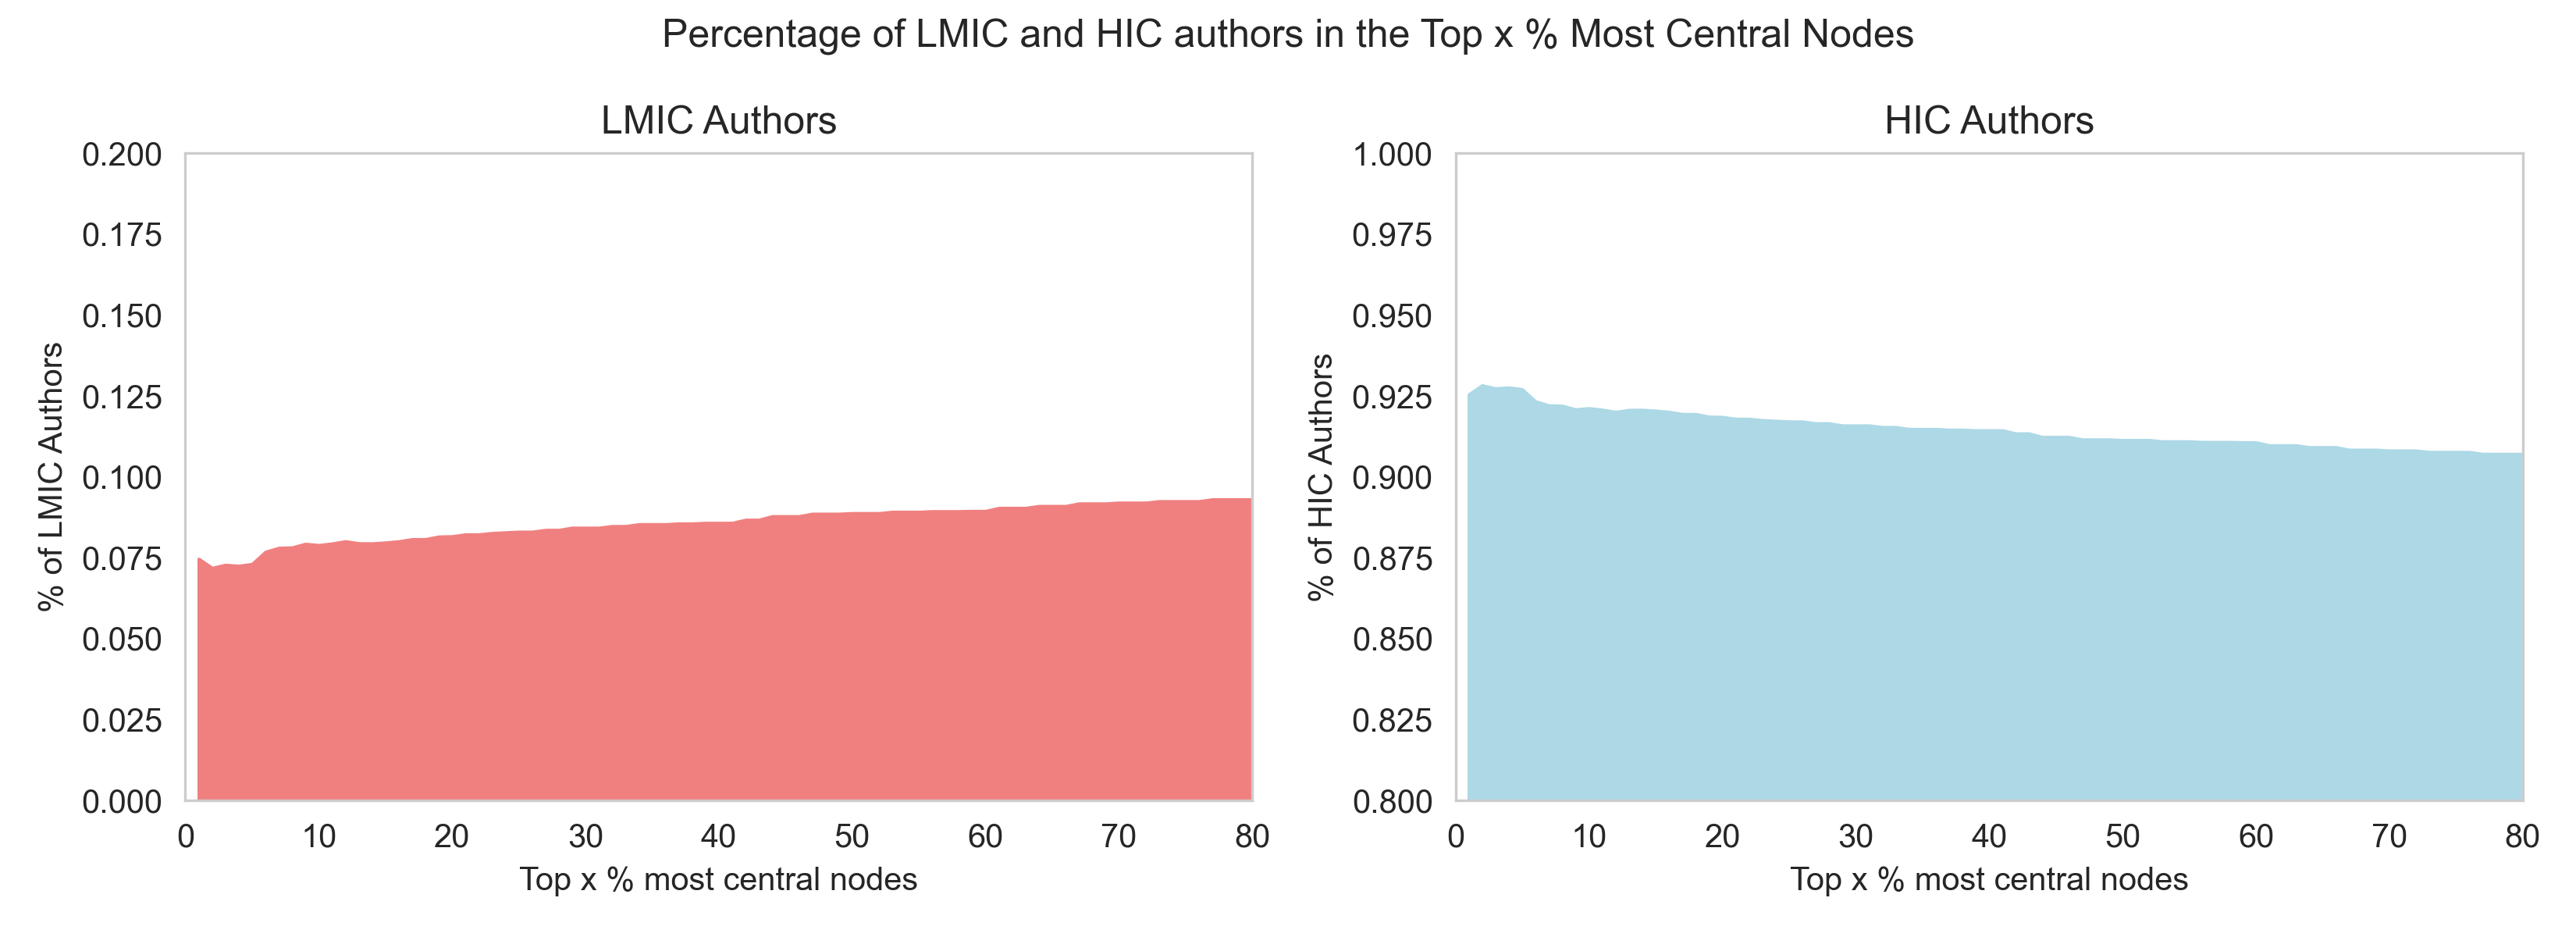 Percentage of LMIC and HIC authors in the Top x % Most Central Nodes
LMIC Authors
0.200
0.175
0.150
0.125
0.100
0.075
0.050
0.025
0.000
% of LMIC Authors
0 10 20 30 40 50 60 70 80
Top x % most central nodes
HIC Authors
1.000
0.975
0.950
0.925
0.900
0.875
0.850
0.825
0.800
% of HIC Authors
0 10 20 30 40 50 60 70 80
Top x % most central nodes